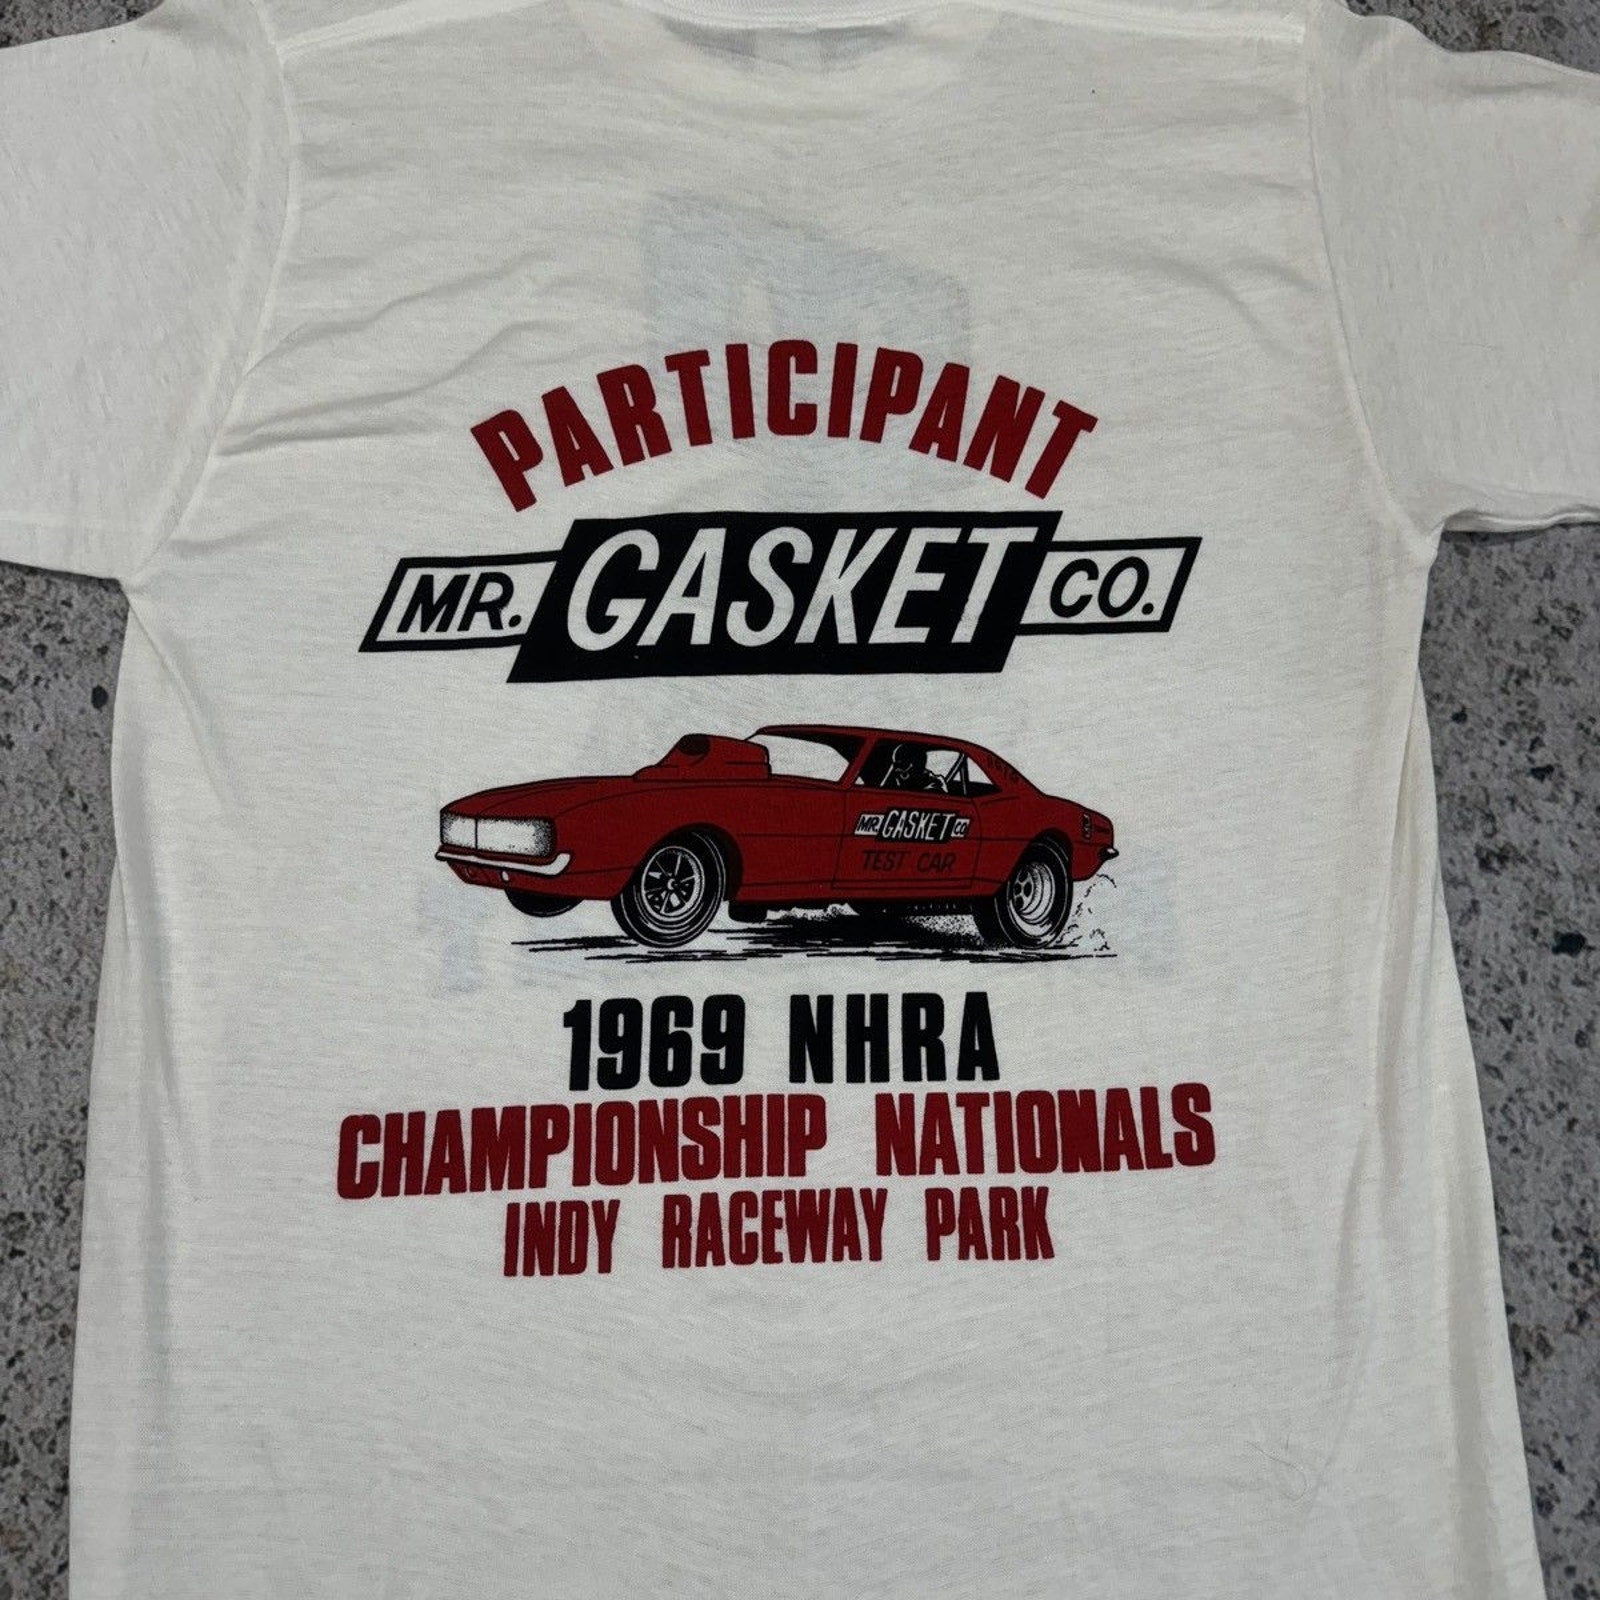 PARTICIPANT
MR. GASKET CO.
MR. GASKET CO
TEST CAR
1969 NHRA
CHAMPIONSHIP NATIONALS
INDY RACEWAY PARK